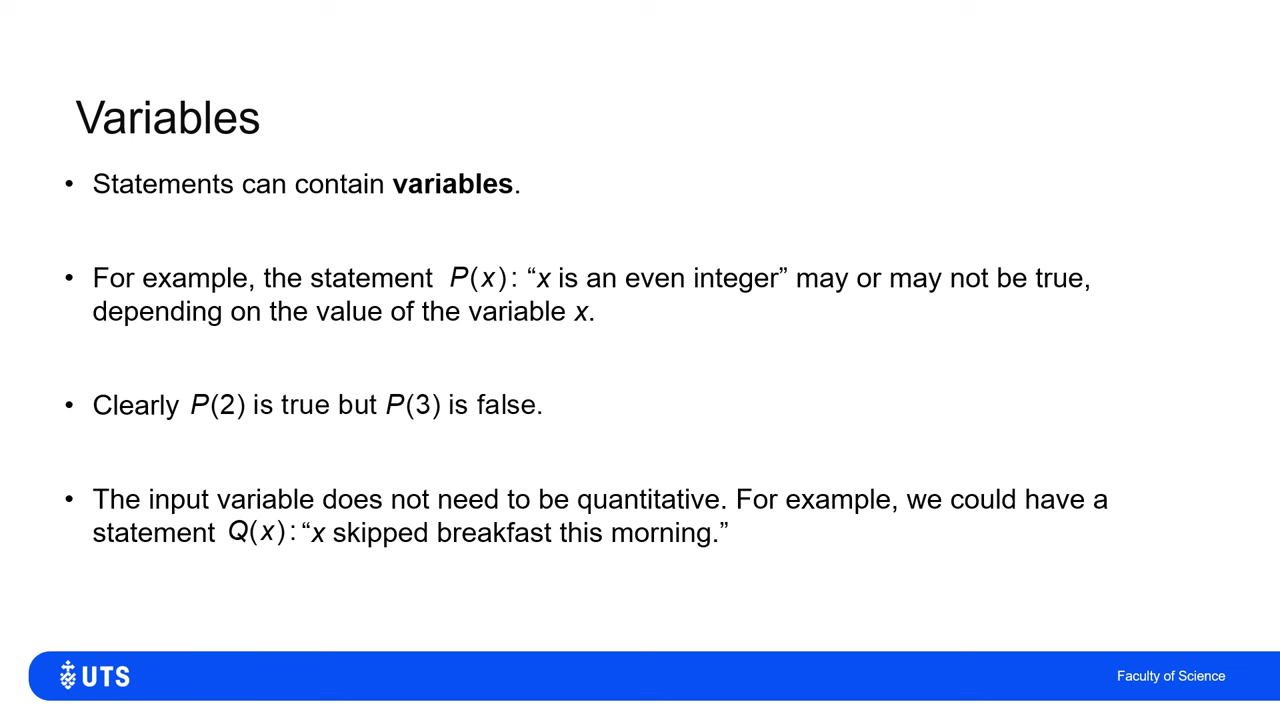 Variables
• Statements can contain variables.
• For example, the statement P(x): “x is an even integer” may or may not be true,
depending on the value of the variable x.
• Clearly P(2) is true but P(3) is false.
• The input variable does not need to be quantitative. For example, we could have a
statement Q(x): “x skipped breakfast this morning.”
UTS
Faculty of Science